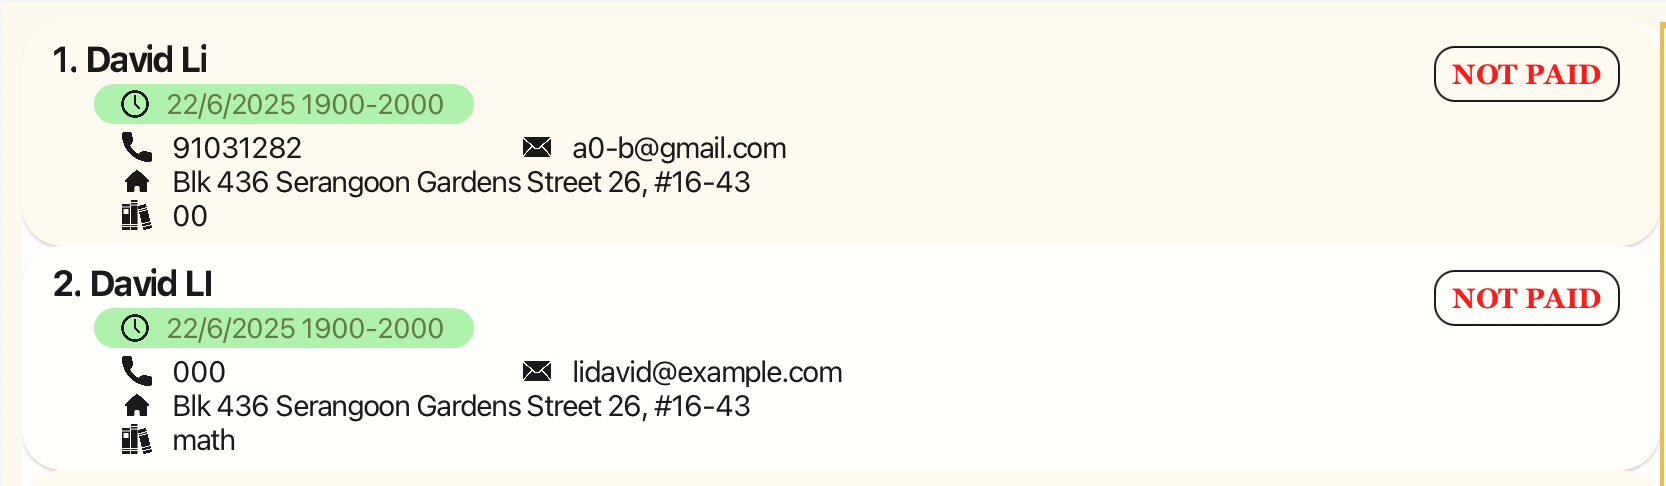 1. David Li
NOT PAID
22/6/2025 1900-2000
91031282 a0-b@gmail.com
Blk 436 Serangoon Gardens Street 26, #16-43
00
2. David LI
NOT PAID
22/6/2025 1900-2000
000 lidavid@example.com
Blk 436 Serangoon Gardens Street 26, #16-43
math